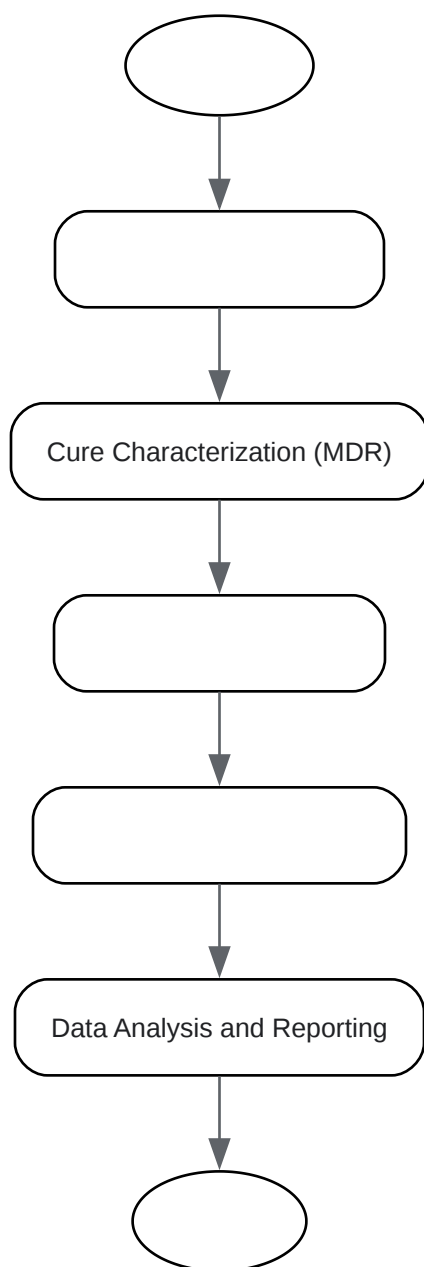 Cure Characterization (MDR)
Data Analysis and Reporting